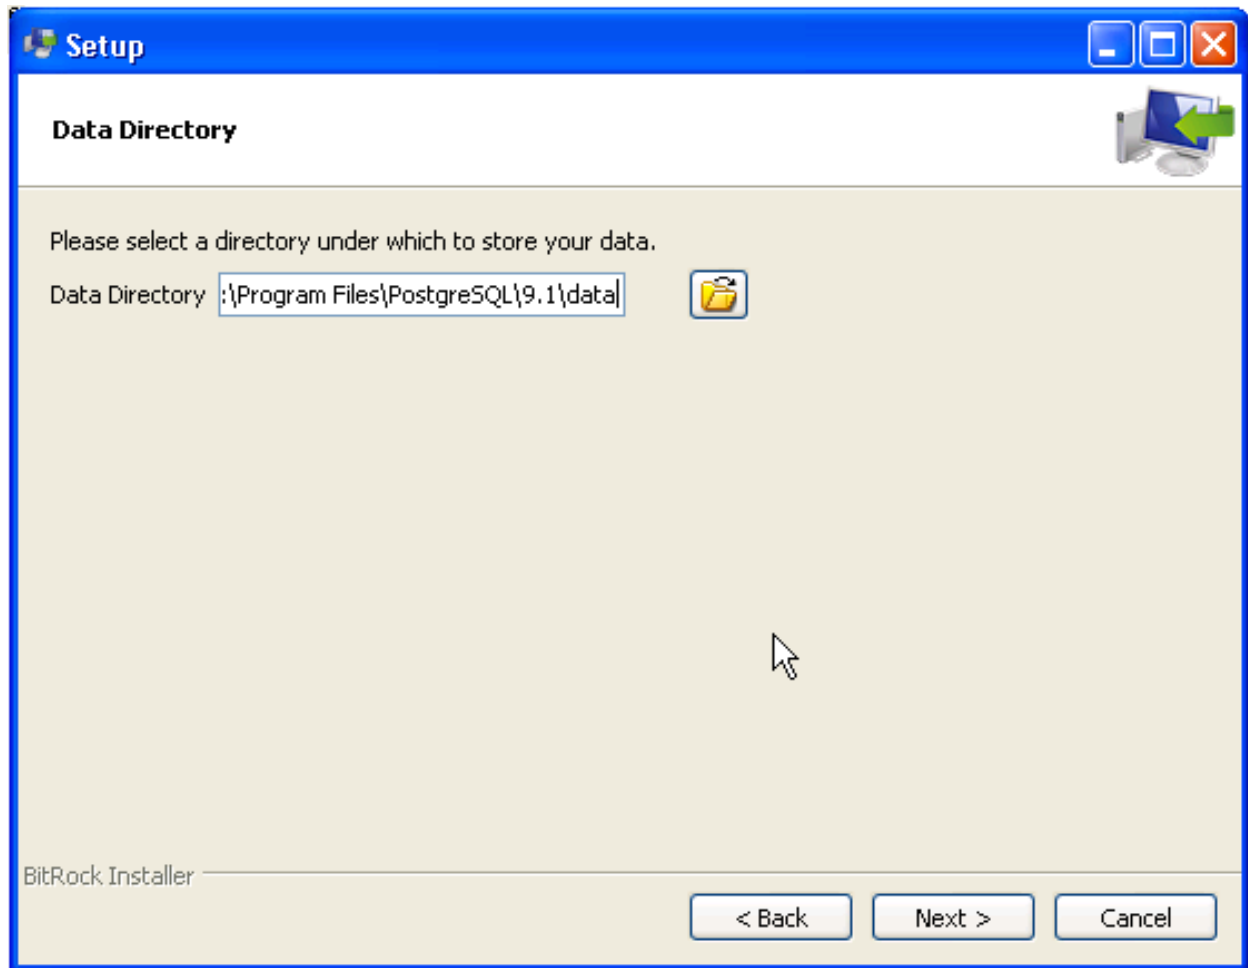 Setup
Data Directory
Please select a directory under which to store your data.
Data Directory :\Program Files\PostgreSQL\9.1\data
BitRock Installer
< Back Next > Cancel